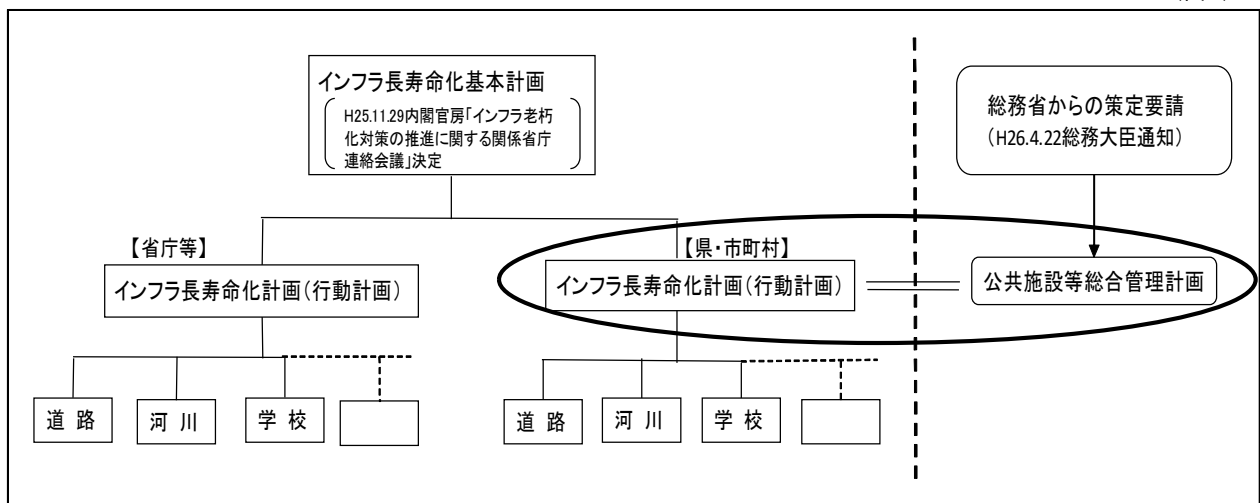 インフラ長寿命化基本計画
H25.11.29内閣官房「インフラ老朽
化対策の推進に関する関係省庁
連絡会議」決定
総務省からの策定要請
（H26.4.22総務大臣通知）
【省庁等】
インフラ長寿命化計画（行動計画）
【県・市町村】
インフラ長寿命化計画（行動計画）
公共施設等総合管理計画
道 路
河 川
学 校
道 路
河 川
学 校